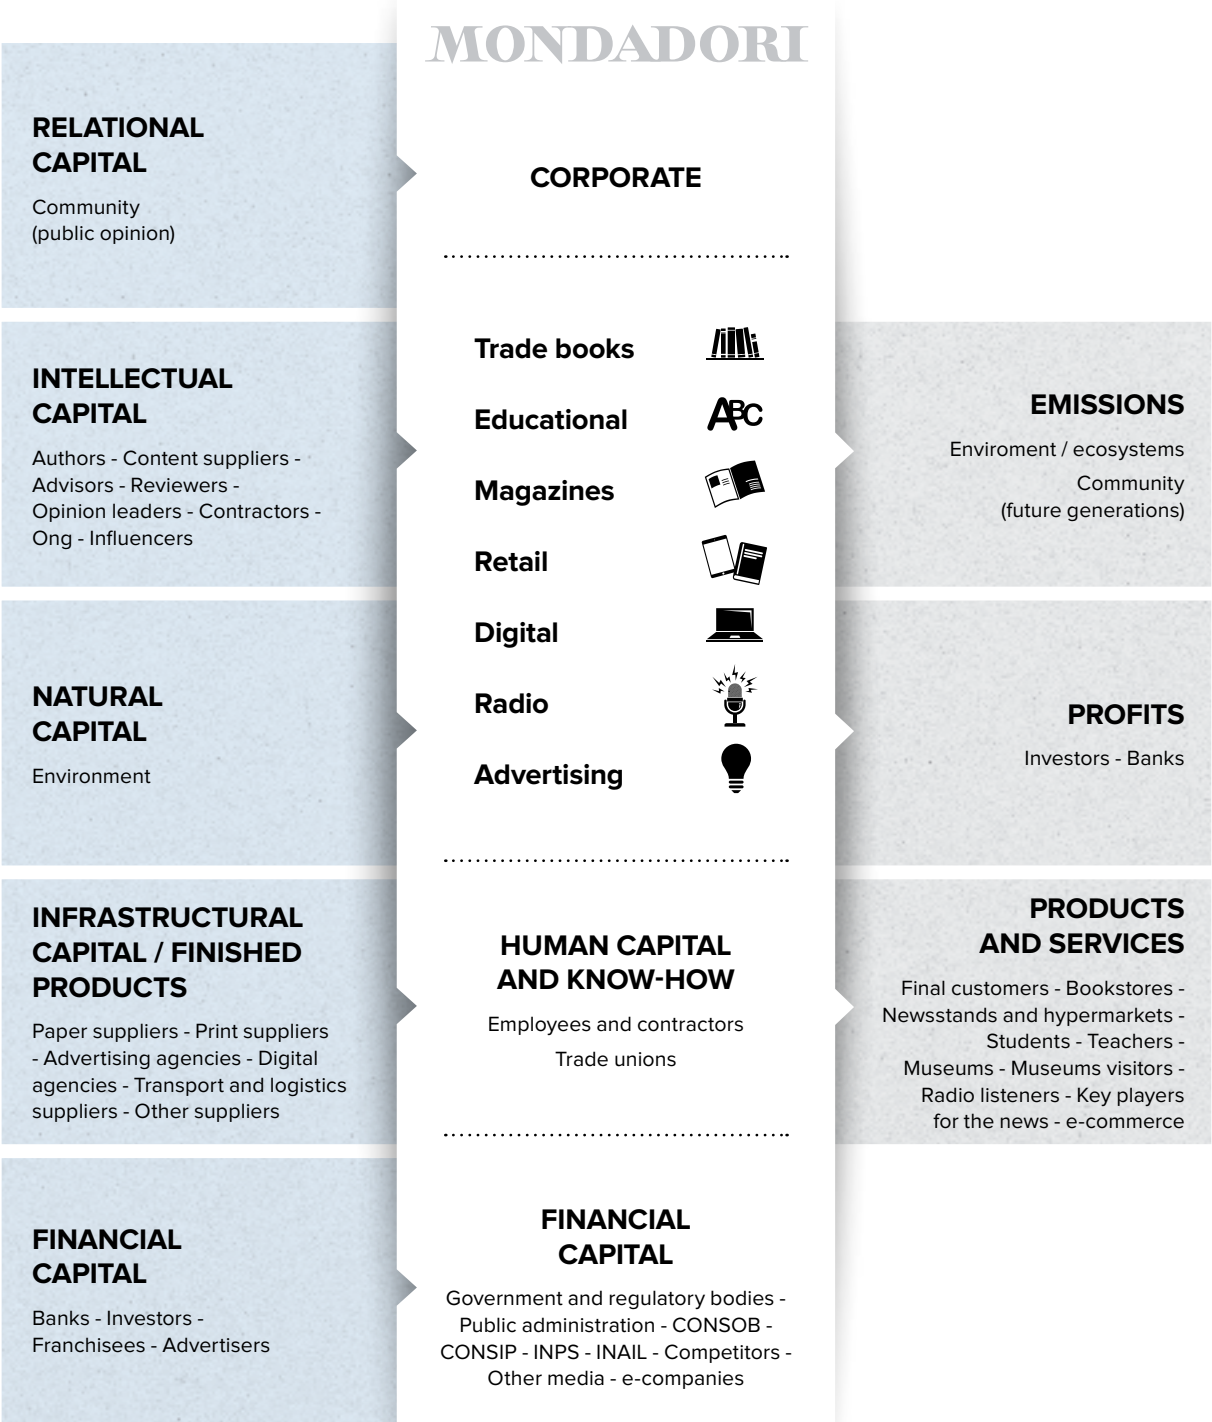 MONDADORI
RELATIONAL
CAPITAL
Community
(public opinion)
INTELLECTUAL
CAPITAL
Authors - Content suppliers -
Advisors - Reviewers -
Opinion leaders - Contractors -
Ong - Influencers
NATURAL
CAPITAL
Environment
INFRASTRUCTURAL
CAPITAL / FINISHED
PRODUCTS
Paper suppliers - Print suppliers
- Advertising agencies - Digital
agencies - Transport and logistics
suppliers - Other suppliers
FINANCIAL
CAPITAL
Banks - Investors -
Franchisees - Advertisers
CORPORATE
Trade books
Educational
ABC
Magazines
Retail
Digital
Radio
Advertising
HUMAN CAPITAL
AND KNOW-HOW
Employees and contractors
Trade unions
FINANCIAL
CAPITAL
Government and regulatory bodies -
Public administration - CONSOB -
CONSIP - INPS - INAIL - Competitors -
Other media - e-companies
EMISSIONS
Enviroment / ecosystems
Community
(future generations)
PROFITS
Investors - Banks
PRODUCTS
AND SERVICES
Final customers - Bookstores -
Newsstands and hypermarkets -
Students - Teachers -
Museums - Museums visitors -
Radio listeners - Key players
for the news - e-commerce